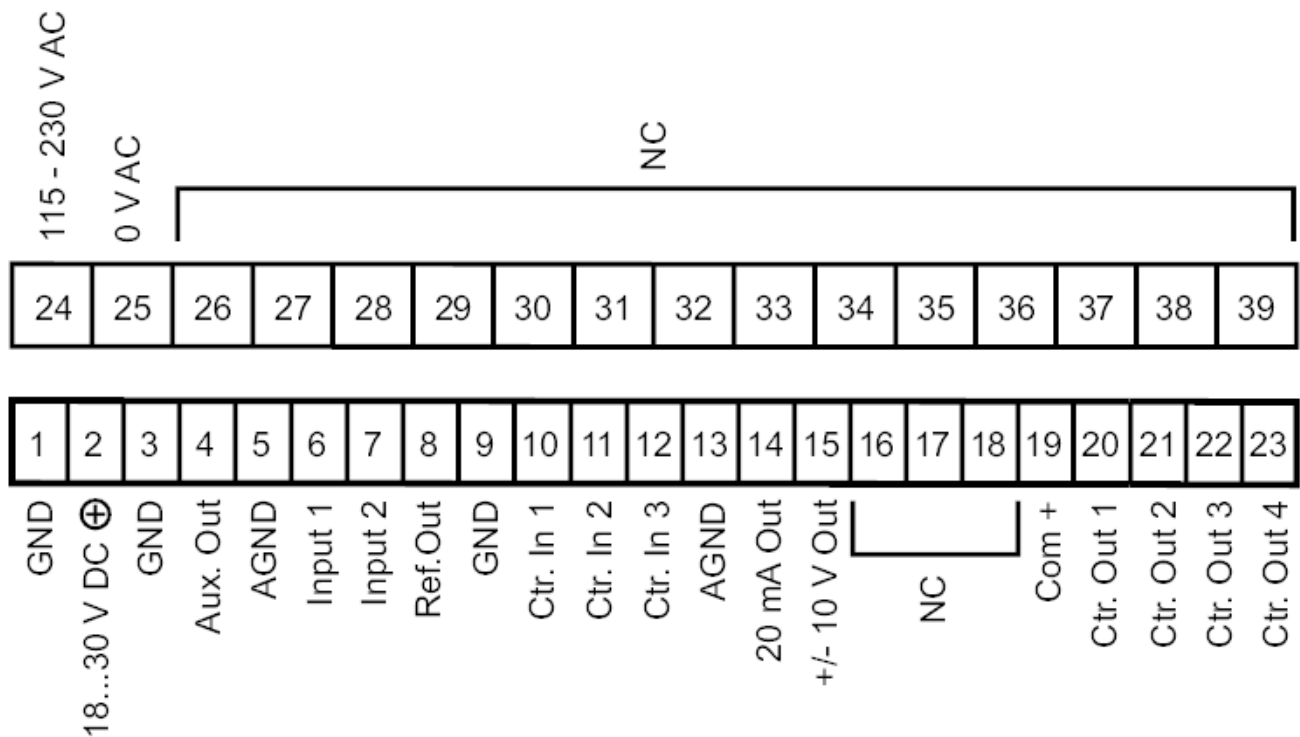 115 - 230 V AC
0 V AC
NC
24 25 26 27 28 29 30 31 32 33 34 35 36 37 38 39
1 2 3 4 5 6 7 8 9 10 11 12 13 14 15 16 17 18 19 20 21 22 23
GND
18...30 V DC ⊕
GND
Aux. Out
AGND
Input 1
Input 2
Ref.Out
GND
Ctr. In 1
Ctr. In 2
Ctr. In 3
AGND
20 mA Out
+/- 10 V Out
NC
Com +
Ctr. Out 1
Ctr. Out 2
Ctr. Out 3
Ctr. Out 4